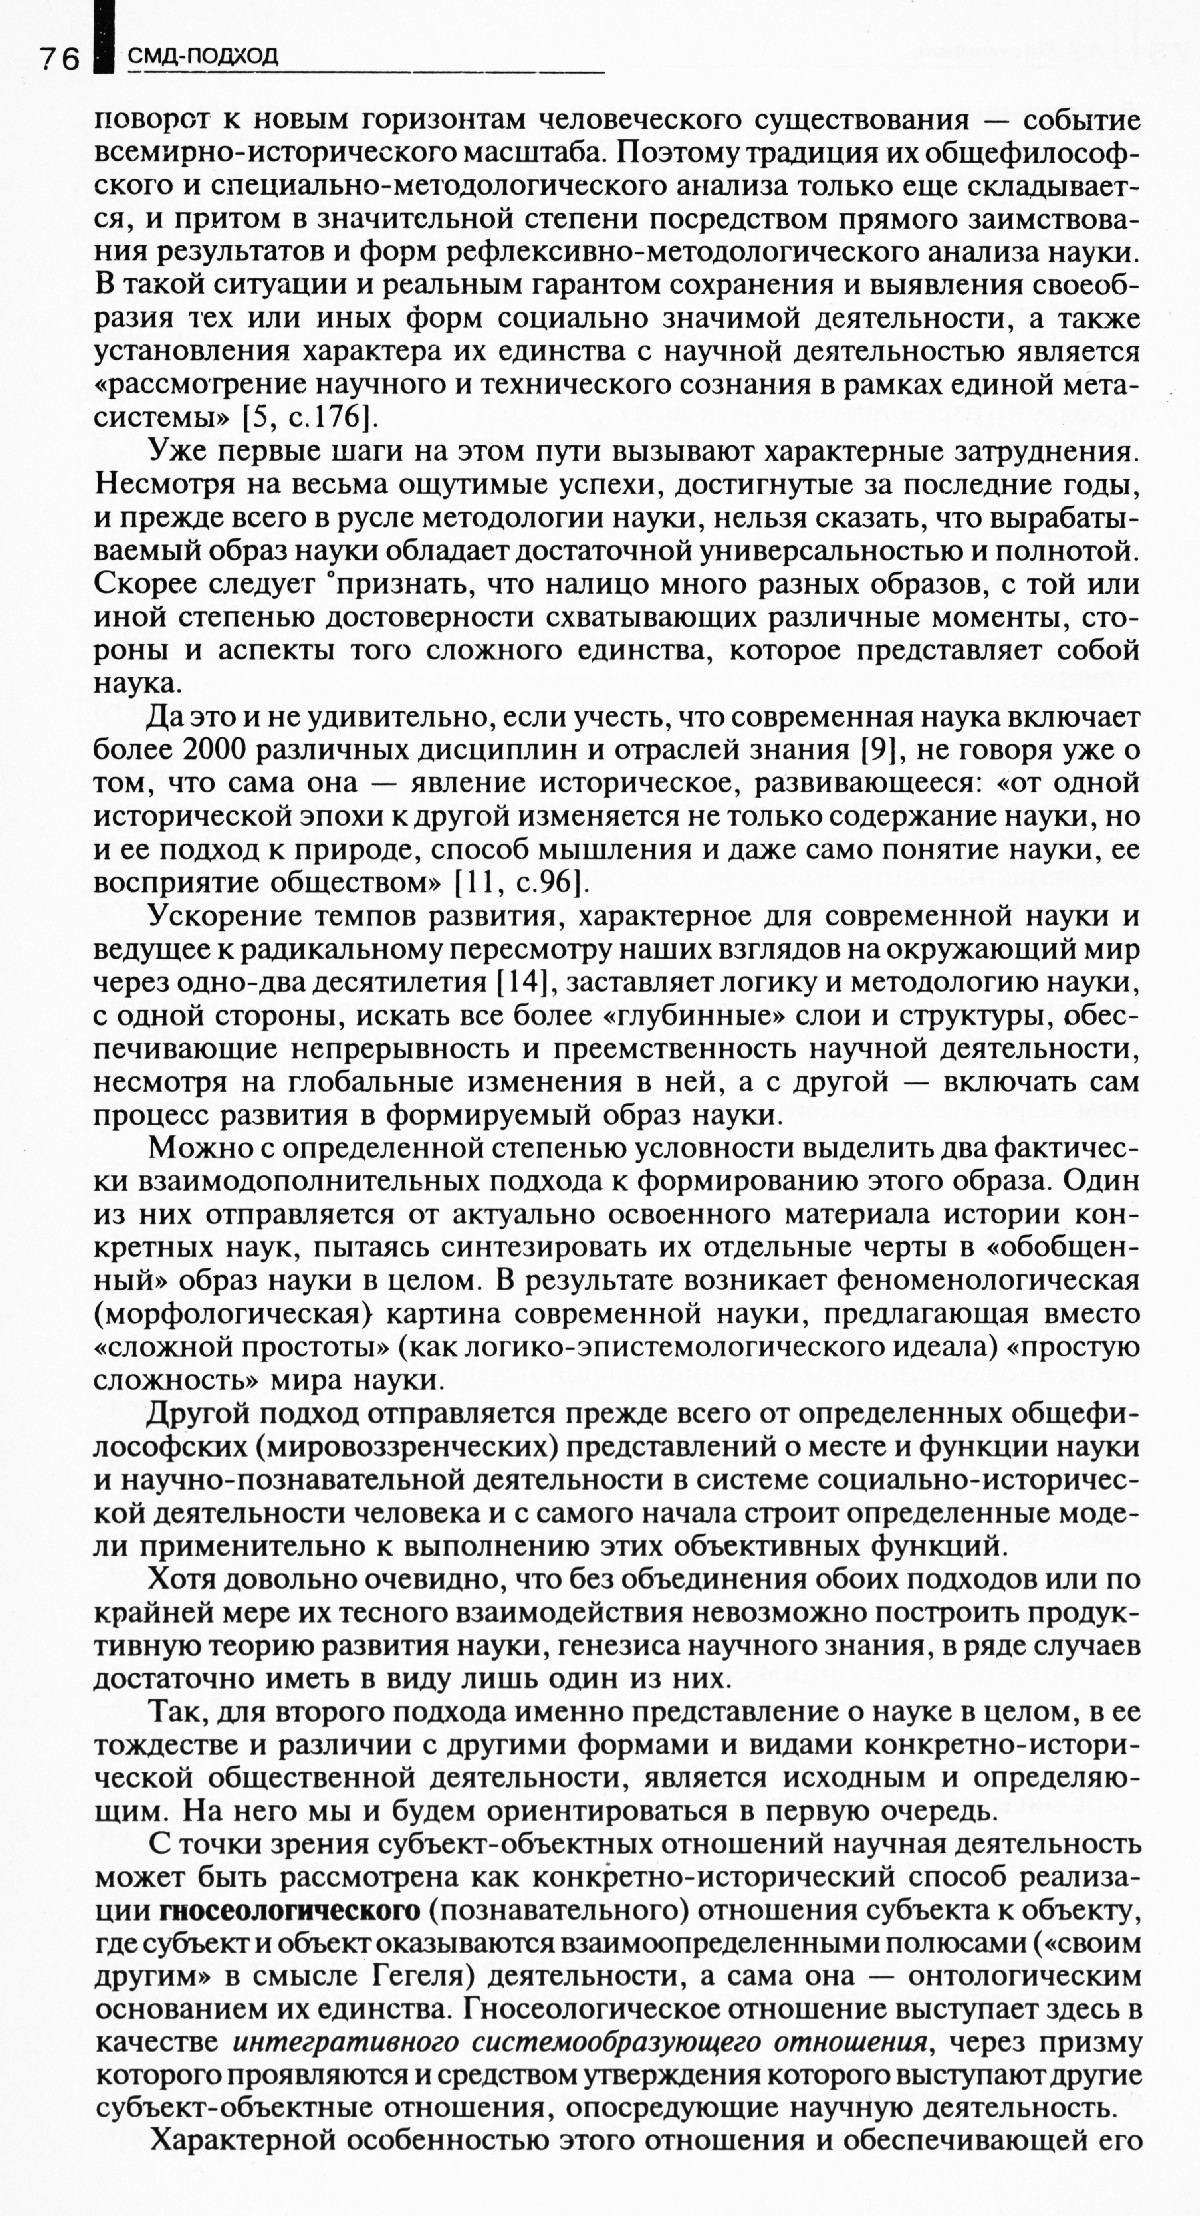 76 СМД-ПОДХОД
поворот к новым горизонтам человеческого существования — событие
всемирно-исторического масштаба. Поэтому традиция их общефилософ-
ского и специально-методологического анализа только еще складывает-
ся, и притом в значительной степени посредством прямого заимствова-
ния результатов и форм рефлексивно-методологического анализа науки.
В такой ситуации и реальным гарантом сохранения и выявления своеоб-
разия тех или иных форм социально значимой деятельности, а также
установления характера их единства с научной деятельностью является
«рассмотрение научного и технического сознания в рамках единой мета-
системы» [5, с.176].
Уже первые шаги на этом пути вызывают характерные затруднения.
Несмотря на весьма ощутимые успехи, достигнутые за последние годы,
и прежде всего в русле методологии науки, нельзя сказать, что вырабаты-
ваемый образ науки обладает достаточной универсальностью и полнотой.
Скорее следует °признать, что налицо много разных образов, с той или
иной степенью достоверности схватывающих различные моменты, сто-
роны и аспекты того сложного единства, которое представляет собой
наука.
Да это и не удивительно, если учесть, что современная наука включает
более 2000 различных дисциплин и отраслей знания [9], не говоря уже о
том, что сама она — явление историческое, развивающееся: «от одной
исторической эпохи к другой изменяется не только содержание науки, но
и ее подход к природе, способ мышления и даже само понятие науки, ее
восприятие обществом» [11, с.96].
Ускорение темпов развития, характерное для современной науки и
ведущее к радикальному пересмотру наших взглядов на окружающий мир
через одно-два десятилетия [14], заставляет логику и методологию науки,
с одной стороны, искать все более «глубинные» слои и структуры, обес-
печивающие непрерывность и преемственность научной деятельности,
несмотря на глобальные изменения в ней, а с другой — включать сам
процесс развития в формируемый образ науки.
Можно с определенной степенью условности выделить два фактичес-
ки взаимодополнительных подхода к формированию этого образа. Один
из них отправляется от актуально освоенного материала истории кон-
кретных наук, пытаясь синтезировать их отдельные черты в «обобщен-
ный» образ науки в целом. В результате возникает феноменологическая
(морфологическая) картина современной науки, предлагающая вместо
«сложной простоты» (как логико-эпистемологического идеала) «простую
сложность» мира науки.
Другой подход отправляется прежде всего от определенных общефи-
лософских (мировоззренческих) представлений о месте и функции науки
и научно-познавательной деятельности в системе социально-историчес-
кой деятельности человека и с самого начала строит определенные моде-
ли применительно к выполнению этих объективных функций.
Хотя довольно очевидно, что без объединения обоих подходов или по
крайней мере их тесного взаимодействия невозможно построить продук-
тивную теорию развития науки, генезиса научного знания, в ряде случаев
достаточно иметь в виду лишь один из них.
Так, для второго подхода именно представление о науке в целом, в ее
тождестве и различии с другими формами и видами конкретно-истори-
ческой общественной деятельности, является исходным и определяю-
щим. На него мы и будем ориентироваться в первую очередь.
С точки зрения субъект-объектных отношений научная деятельность
может быть рассмотрена как конкретно-исторический способ реализа-
ции гносеологического (познавательного) отношения субъекта к объекту,
где субъект и объект оказываются взаимоопределенными полюсами («своим
другим» в смысле Гегеля) деятельности, а сама она — онтологическим
основанием их единства. Гносеологическое отношение выступает здесь в
качестве интегративного системообразующего отношения, через призму
которого проявляются и средством утверждения которого выступают другие
субъект-объектные отношения, опосредующие научную деятельность.
Характерной особенностью этого отношения и обеспечивающей его